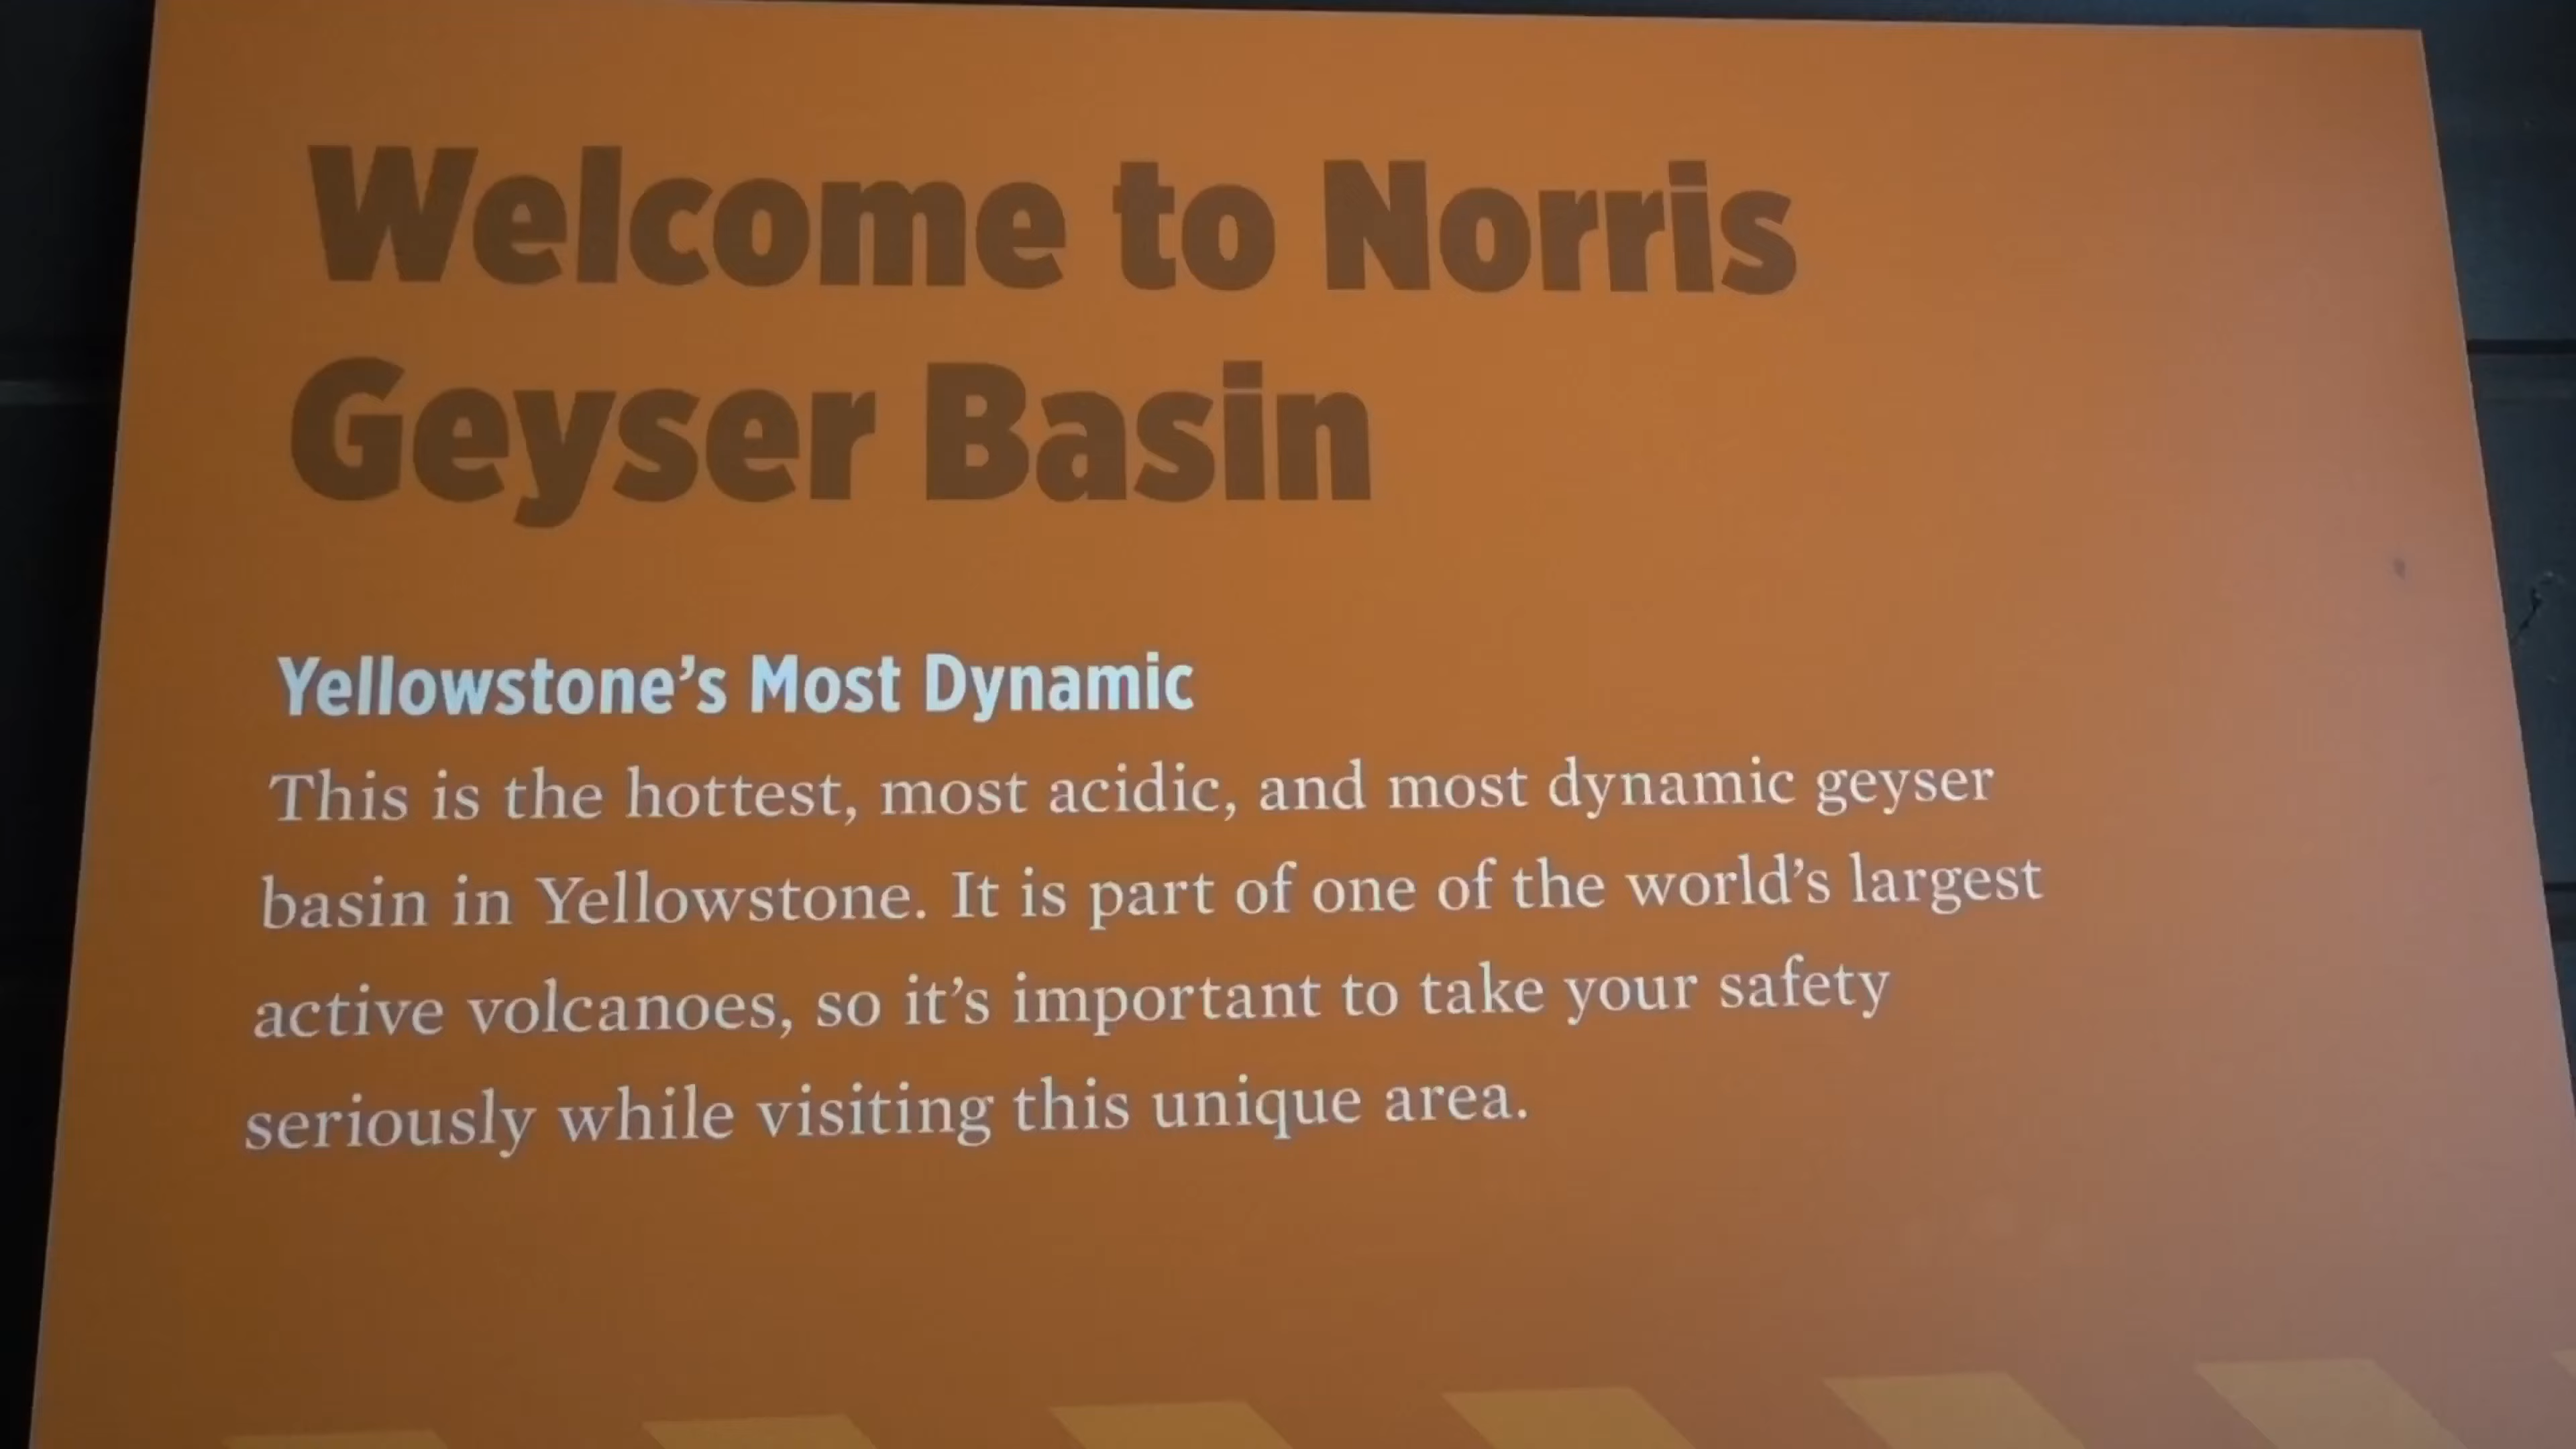 Welcome to Norris
Geyser Basin
Yellowstone’s Most Dynamic
This is the hottest, most acidic, and most dynamic geyser
basin in Yellowstone. It is part of one of the world’s largest
active volcanoes, so it’s important to take your safety
seriously while visiting this unique area.